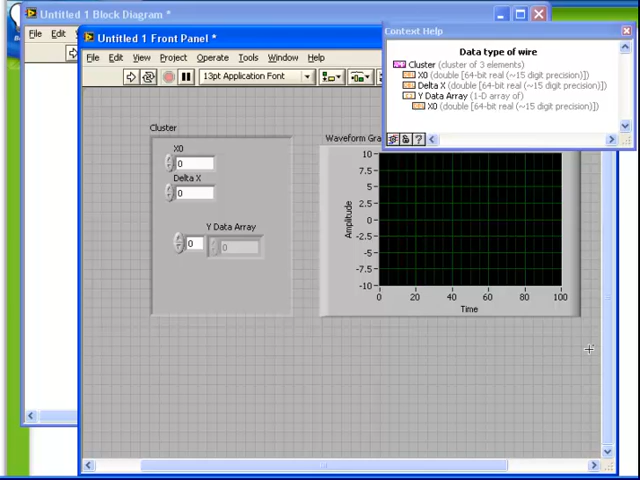 Untitled 1 Block Diagram *
File
Ed
Context Help
Untitled 1 Front Panel *
File Edit View Project Operate Tools Window Help
13pt Application Font
Data type of wire
Cluster (cluster of 3 elements)
X0 (double [64-bit real (~15 digit precision)]
Delta X (double [64-bit real (~15 digit precision)]
Y Data Array (1-D array of)
X0 (double [64-bit real (~15 digit precision)])
?
Cluster
X0
0
Delta X
0
Y Data Array
0
0
Waveform Gra
Amplitude
10
7.5
5
2.5
0
-2.5
-5
-7.5
-10
0 20 40 60 80 100
Time